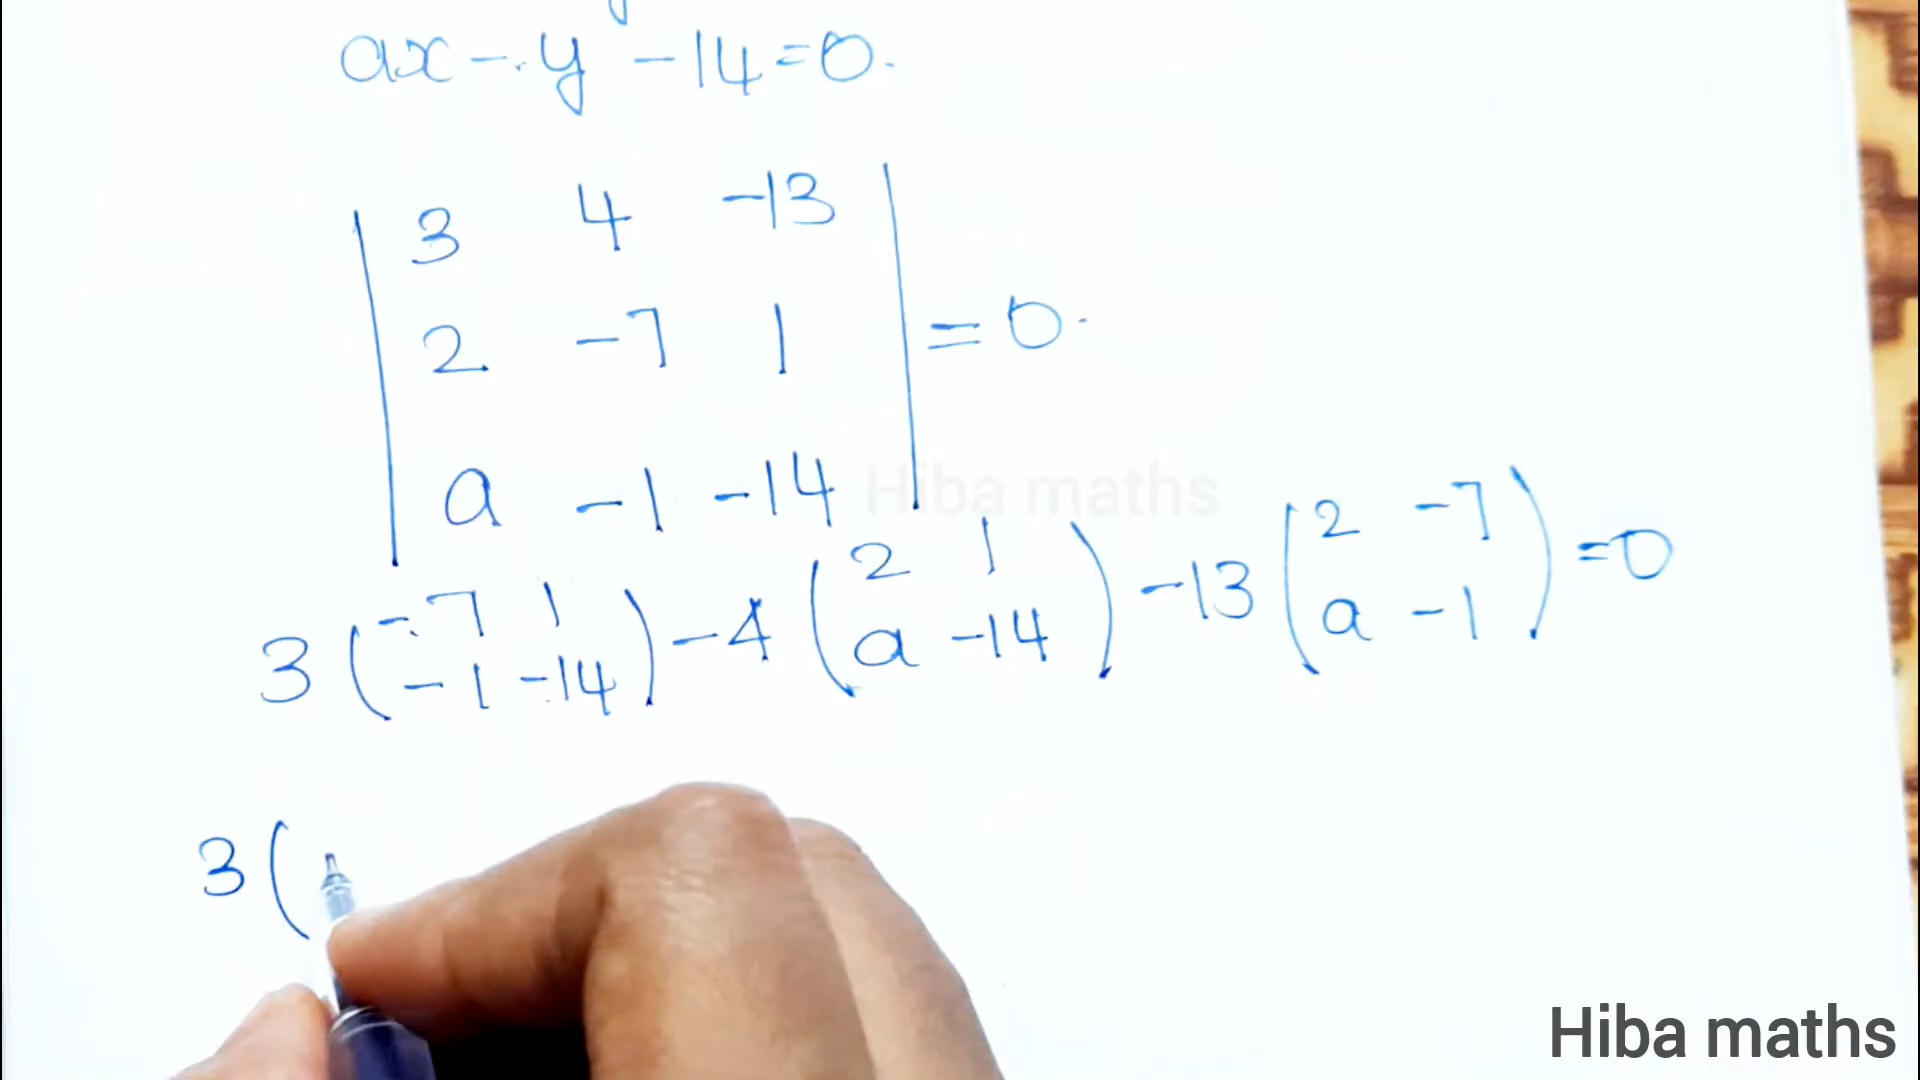 ax - y - 14 = 0.
3 4 -13
2 -7 1 = 0.
a -1 -14
Hiba maths
3 ( -7 1 ) - 4 ( 2 1 ) - 13 ( 2 -7 ) = 0
-1 -14 a -14 a -1
3 (
Hiba maths